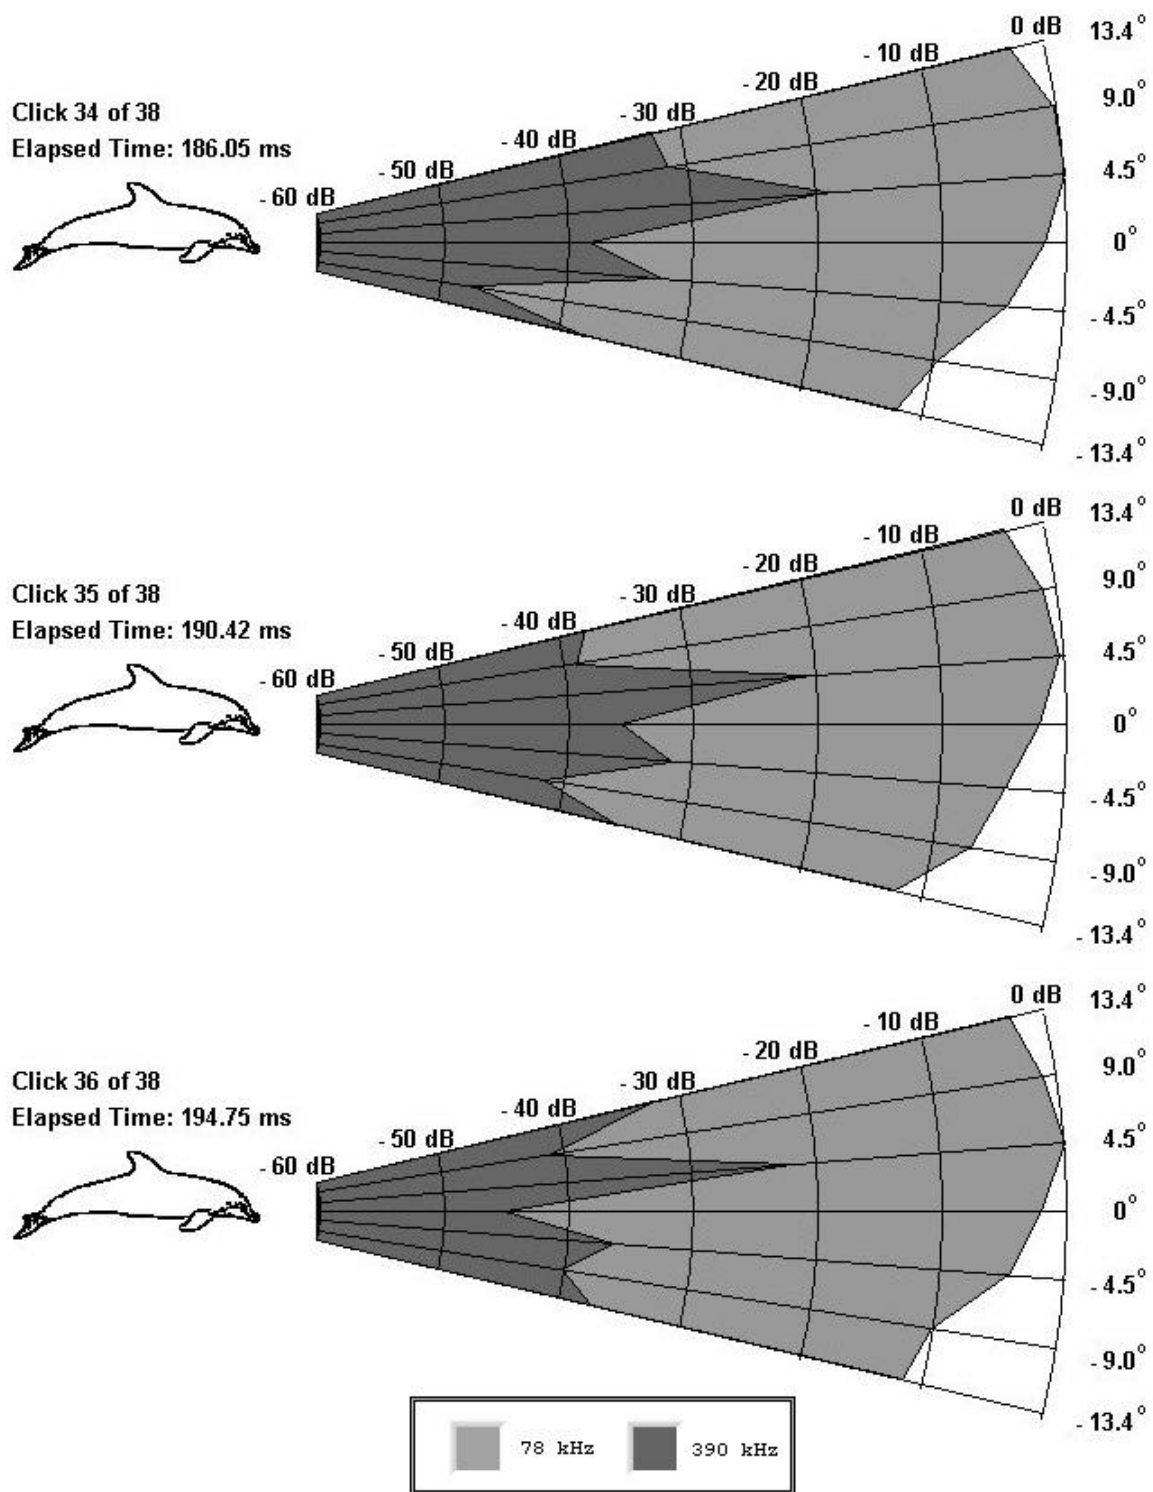 0 dB 13.4°
- 10 dB
- 20 dB 9.0°
Click 34 of 38 - 30 dB
Elapsed Time: 186.05 ms - 40 dB
- 50 dB 4.5°
- 60 dB
0°
- 4.5°
- 9.0°
- 13.4°
0 dB 13.4°
- 10 dB
- 20 dB 9.0°
Click 35 of 38 - 30 dB
Elapsed Time: 190.42 ms - 40 dB
- 50 dB 4.5°
- 60 dB
0°
- 4.5°
- 9.0°
- 13.4°
0 dB 13.4°
- 10 dB
- 20 dB 9.0°
Click 36 of 38 - 30 dB
Elapsed Time: 194.75 ms - 40 dB
- 50 dB 4.5°
- 60 dB
0°
- 4.5°
- 9.0°
- 13.4°
78 kHz 390 kHz